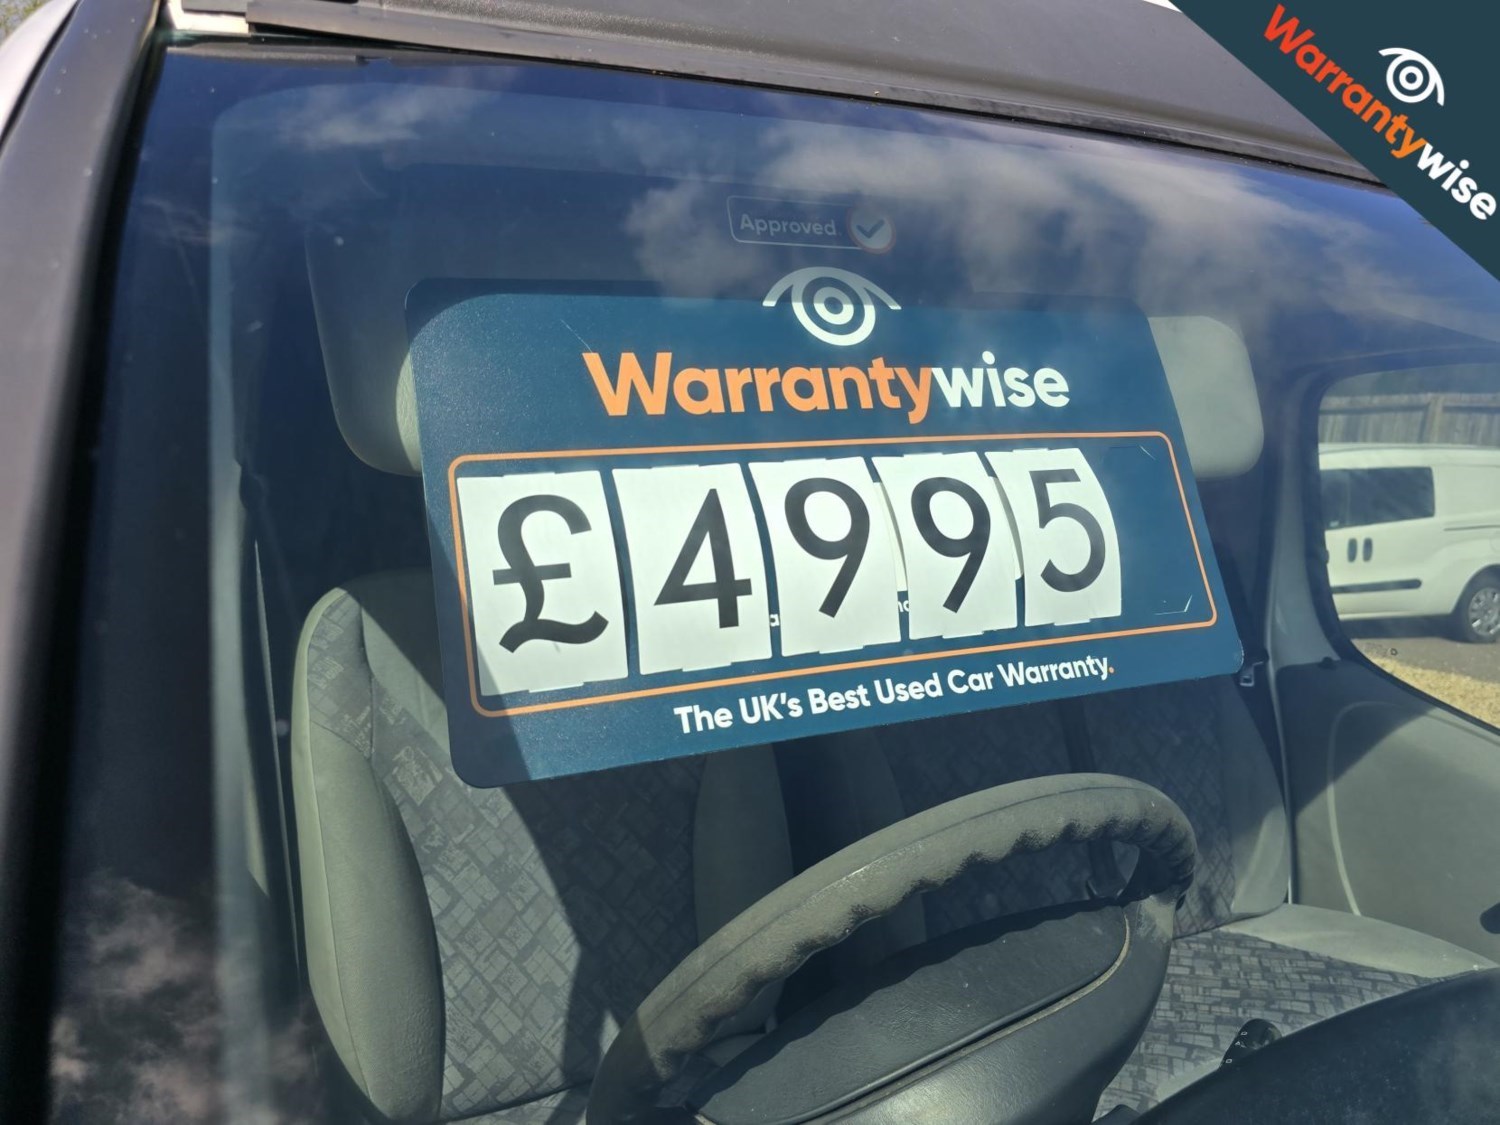 Warrantywise
Approved
Warrantywise
£4995
The UK's Best Used Car Warranty.